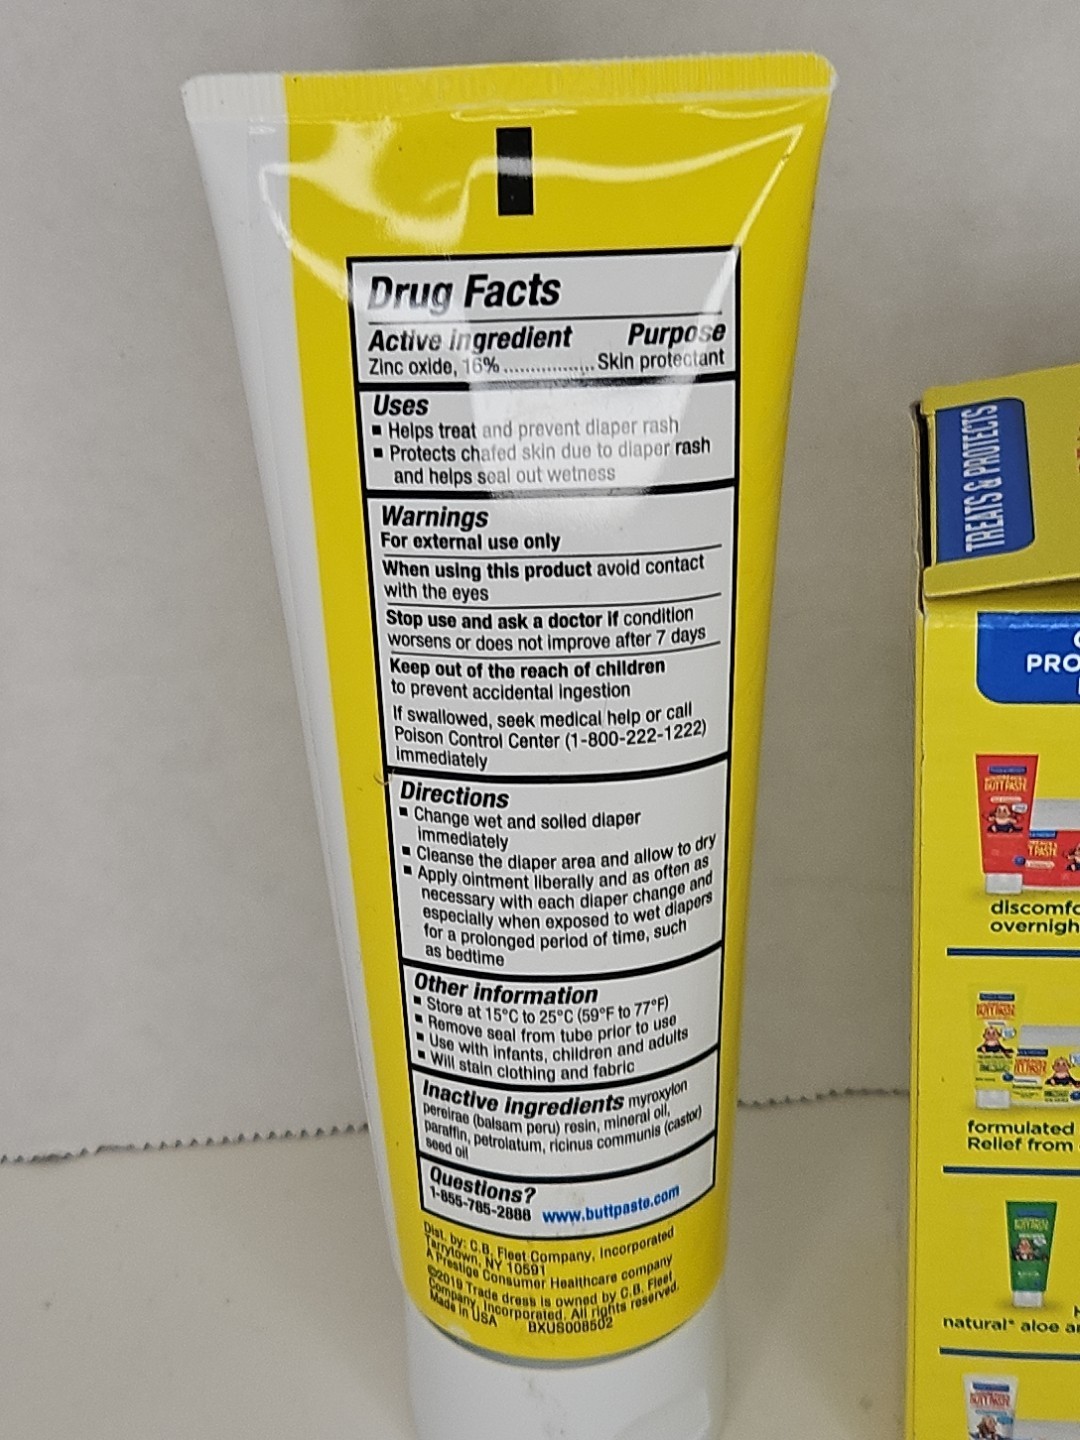 Drug Facts
Active ingredient Purpose
Zinc oxide, 16% ................. Skin protectant
Uses
▪ Helps treat and prevent diaper rash
▪ Protects chafed skin due to diaper rash
and helps seal out wetness
Warnings
For external use only
When using this product avoid contact
with the eyes
Stop use and ask a doctor if condition
worsens or does not improve after 7 days
Keep out of the reach of children
to prevent accidental ingestion
If swallowed, seek medical help or call
Poison Control Center (1-800-222-1222)
immediately
Directions
▪ Change wet and soiled diaper
immediately
▪ Cleanse the diaper area and allow to dry
▪ Apply ointment liberally and as often as
necessary with each diaper change and
especially when exposed to wet diapers
for a prolonged period of time, such
as bedtime
Other information
▪ Store at 15°C to 25°C (59°F to 77°F)
▪ Remove seal from tube prior to use
▪ Use with infants, children and adults
▪ Will stain clothing and fabric
Inactive ingredients myroxylon
pereirae (balsam peru) resin, mineral oil,
paraffin, petrolatum, ricinus communis (castor)
seed oil
Questions?
1-855-785-2888 www.buttpaste.com
Dist. by: C.B. Fleet Company, Incorporated
Tarrytown, NY 10591
A Prestige Consumer Healthcare company
©2019 Trade dress is owned by C.B. Fleet
Company, Incorporated. All rights reserved.
Made in USA BXUS008502
TREATS & PROTECTS
PRO
BUTT PASTE
discomfo
overnigh
BUTT PASTE
formulated
Relief from
BUTT PASTE
natural* aloe a
BUTT PASTE